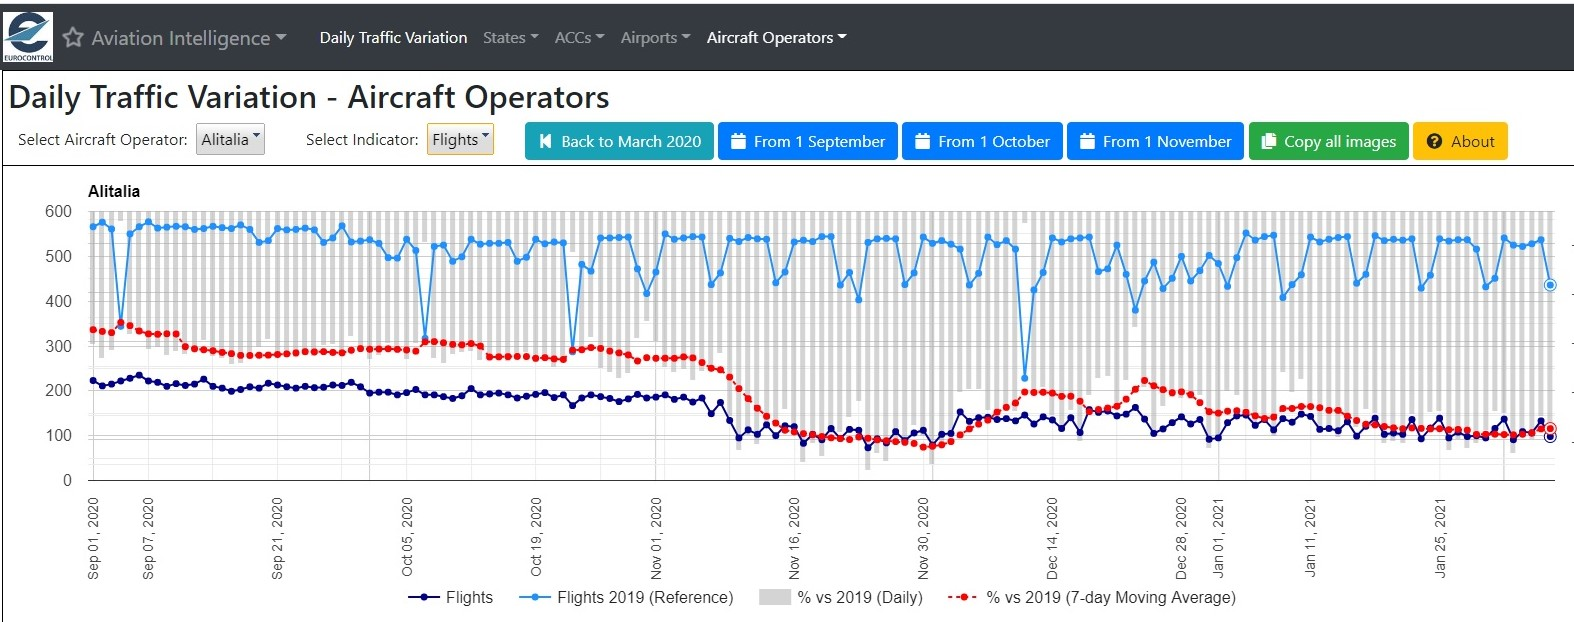 EUROCONTROL
Aviation Intelligence Daily Traffic Variation States ACCs Airports Aircraft Operators
Daily Traffic Variation - Aircraft Operators
Select Aircraft Operator: Alitalia Select Indicator: Flights Back to March 2020 From 1 September From 1 October From 1 November Copy all images ? About
Alitalia
600
500
400
300
200
100
0
Sep 01, 2020
Sep 07, 2020
Sep 21, 2020
Oct 05, 2020
Oct 19, 2020
Nov 01, 2020
Nov 16, 2020
Nov 30, 2020
Dec 14, 2020
Dec 28, 2020
Jan 01, 2021
Jan 11, 2021
Jan 25, 2021
Flights Flights 2019 (Reference) % vs 2019 (Daily) % vs 2019 (7-day Moving Average)